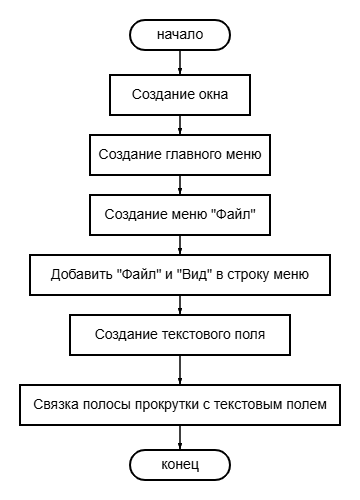 начало
Создание окна
Создание главного меню
Создание меню "Файл"
Добавить "Файл" и "Вид" в строку меню
Создание текстового поля
Связка полосы прокрутки с текстовым полем
конец